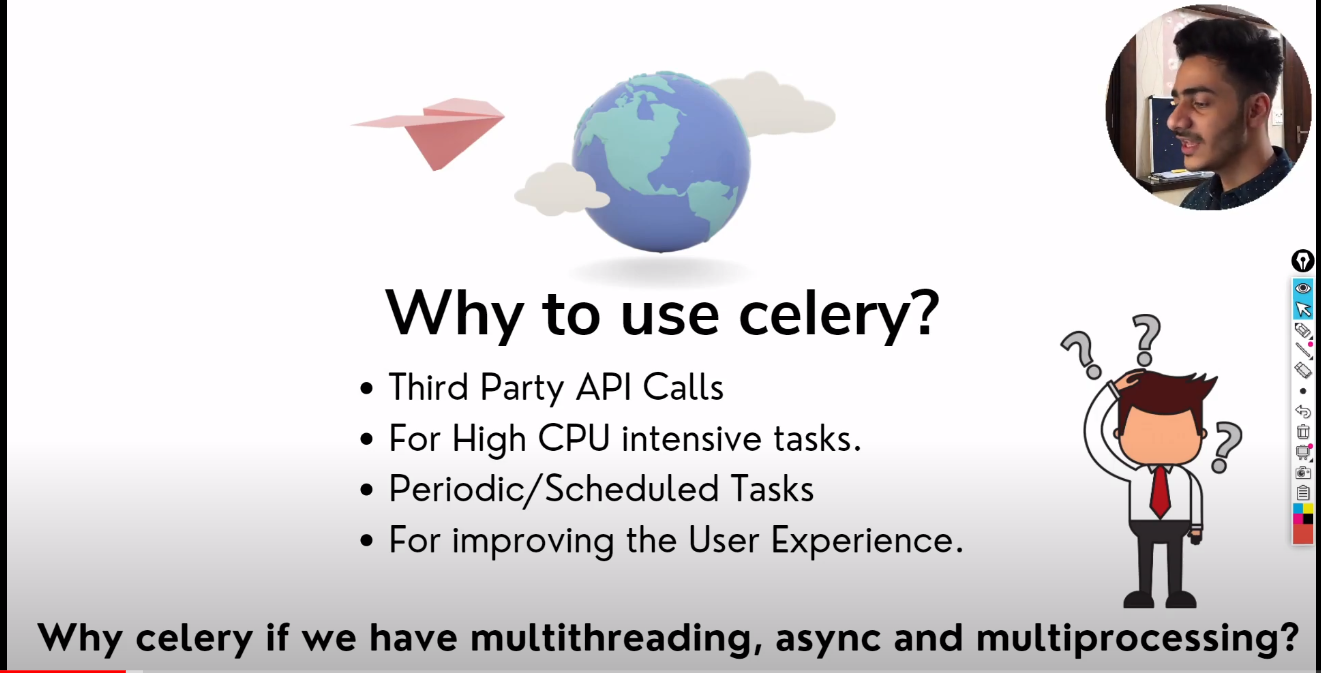 Why to use celery?
Third Party API Calls
For High CPU intensive tasks.
Periodic/Scheduled Tasks
For improving the User Experience.
Why celery if we have multithreading, async and multiprocessing?